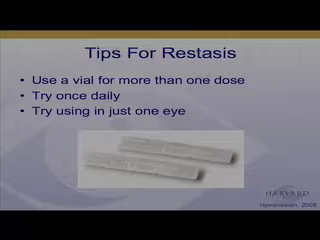 Tips For Restasis
• Use a vial for more than one dose
• Try once daily
• Try using in just one eye
HARVARD